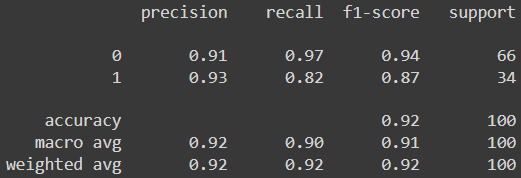 precision recall f1-score support
0 0.91 0.97 0.94 66
1 0.93 0.82 0.87 34
accuracy 0.92 100
macro avg 0.92 0.90 0.91 100
weighted avg 0.92 0.92 0.92 100